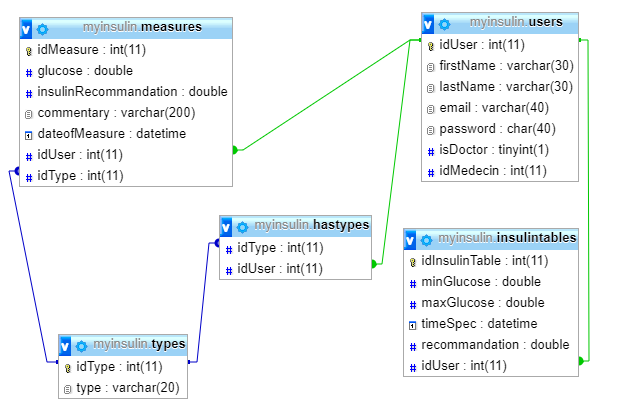 myinsulin.measures
idMeasure : int(11)
glucose : double
insulinRecommandation : double
commentary : varchar(200)
dateofMeasure : datetime
idUser : int(11)
idType : int(11)
myinsulin.users
idUser : int(11)
firstName : varchar(30)
lastName : varchar(30)
email : varchar(40)
password : char(40)
isDoctor : tinyint(1)
idMedecin : int(11)
myinsulin.hastypes
idType : int(11)
idUser : int(11)
myinsulin.insulintables
idInsulinTable : int(11)
minGlucose : double
maxGlucose : double
timeSpec : datetime
recommandation : double
idUser : int(11)
myinsulin.types
idType : int(11)
type : varchar(20)